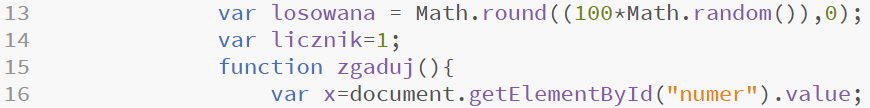 13 var losowana = Math.round((100*Math.random()),0);
14 var licznik=1;
15 function zgaduj(){
16 var x=document.getElementById("numer").value;